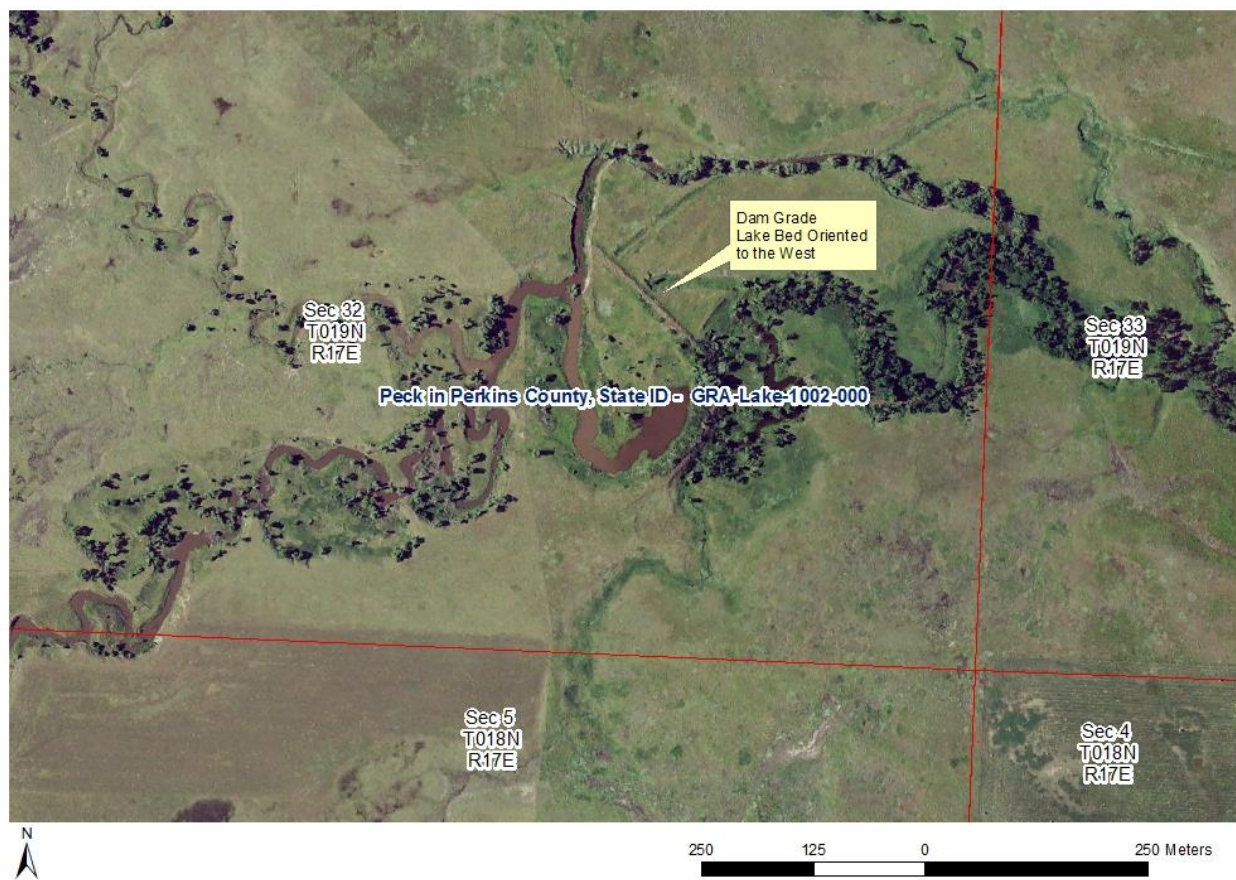 Dam Grade
Lake Bed Oriented
to the West
Sec 32
T019N
R17E
Sec 33
T019N
R17E
Peck in Perkins County, State ID - GRA-Lake-1002-000
Sec 5
T018N
R17E
Sec 4
T018N
R17E
N
250 125 0 250 Meters